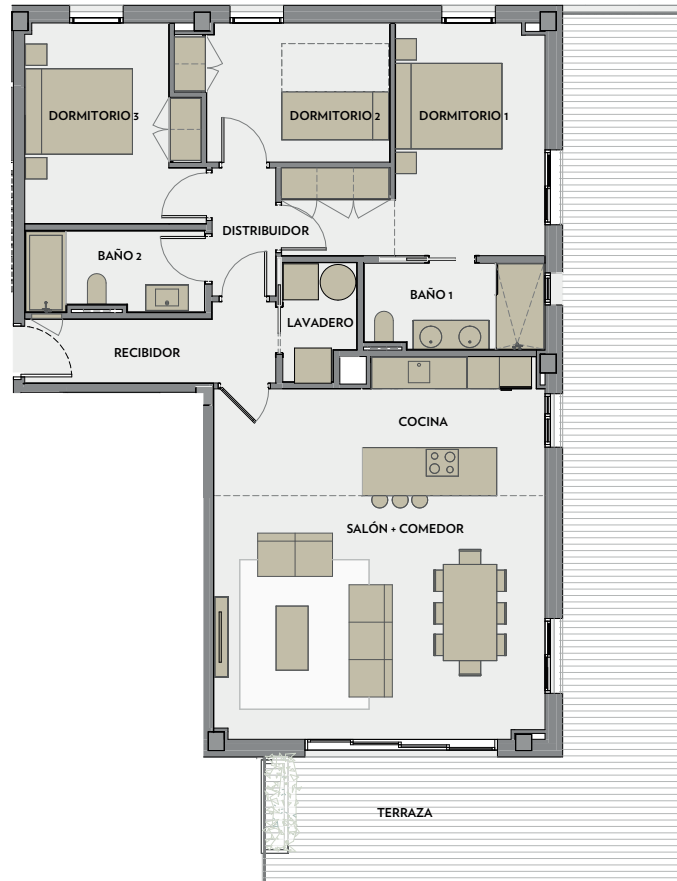 DORMITORIO 3
DORMITORIO 2
DORMITORIO 1
DISTRIBUIDOR
BAÑO 2
BAÑO 1
LAVADERO
RECIBIDOR
COCINA
SALÓN + COMEDOR
TERRAZA